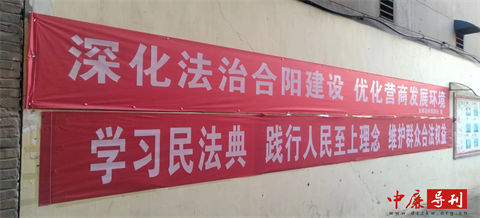 深化法治合阳建设 优化营商发展环境
学习民法典 践行人民至上理念 维护群众合法权益
中廉导刊